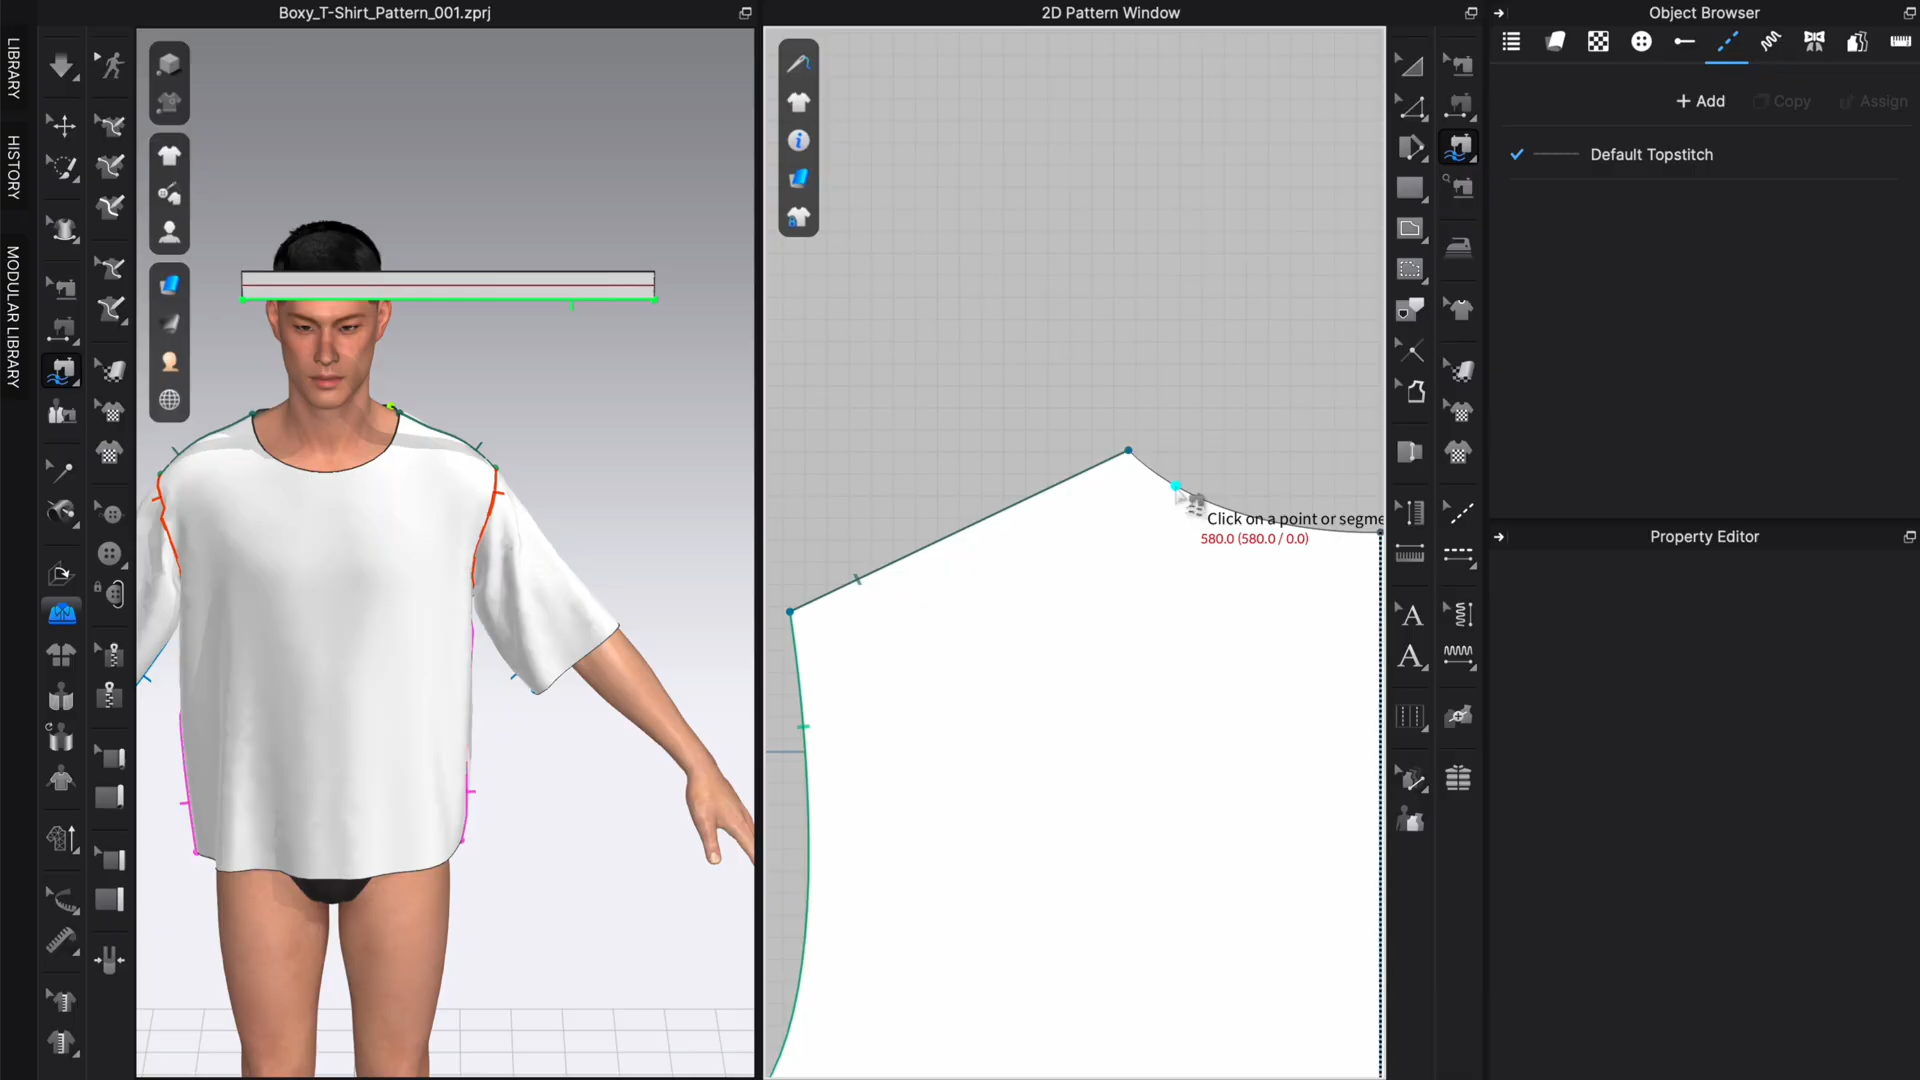 Boxy_T-Shirt_Pattern_001.zprj
2D Pattern Window
Object Browser
LIBRARY
HISTORY
MODULAR LIBRARY
+ Add
Copy
Assign
Default Topstitch
Property Editor
Click on a point or segme
580.0 (580.0 / 0.0)
A
A